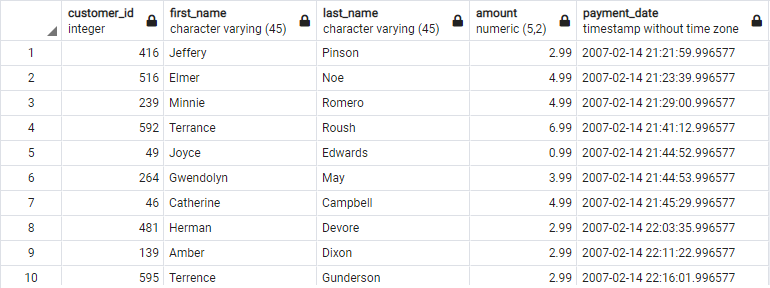 customer_id first_name last_name amount payment_date
integer character varying (45) character varying (45) numeric (5,2) timestamp without time zone
1 416 Jeffery Pinson 2.99 2007-02-14 21:21:59.996577
2 516 Elmer Noe 4.99 2007-02-14 21:23:39.996577
3 239 Minnie Romero 4.99 2007-02-14 21:29:00.996577
4 592 Terrance Roush 6.99 2007-02-14 21:41:12.996577
5 49 Joyce Edwards 0.99 2007-02-14 21:44:52.996577
6 264 Gwendolyn May 3.99 2007-02-14 21:44:53.996577
7 46 Catherine Campbell 4.99 2007-02-14 21:45:29.996577
8 481 Herman Devore 2.99 2007-02-14 22:03:35.996577
9 139 Amber Dixon 2.99 2007-02-14 22:11:22.996577
10 595 Terrence Gunderson 2.99 2007-02-14 22:16:01.996577